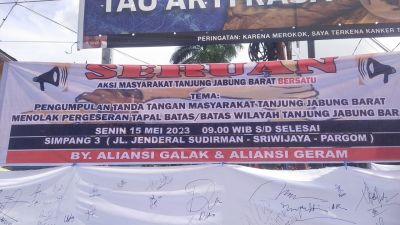 TAU ARTI RASA
PERINGATAN: KARENA MEROKOK, SAYA TERKENA KANKER T
SERUAN
AKSI MASYARAKAT TANJUNG JABUNG BARAT BERSATU
TEMA:
PENGUMPULAN TANDA TANGAN MASYARAKAT TANJUNG JABUNG BARAT
MENOLAK PERGESERAN TAPAL BATAS/BATAS WILAYAH TANJUNG JABUNG BAR
SENIN 15 MEI 2023 09.00 WIB S/D SELESAI
SIMPANG 3 ( JL. JENDERAL SUDIRMAN - SRIWIJAYA - PARGOM )
BY. ALIANSI GALAK & ALIANSI GERAM